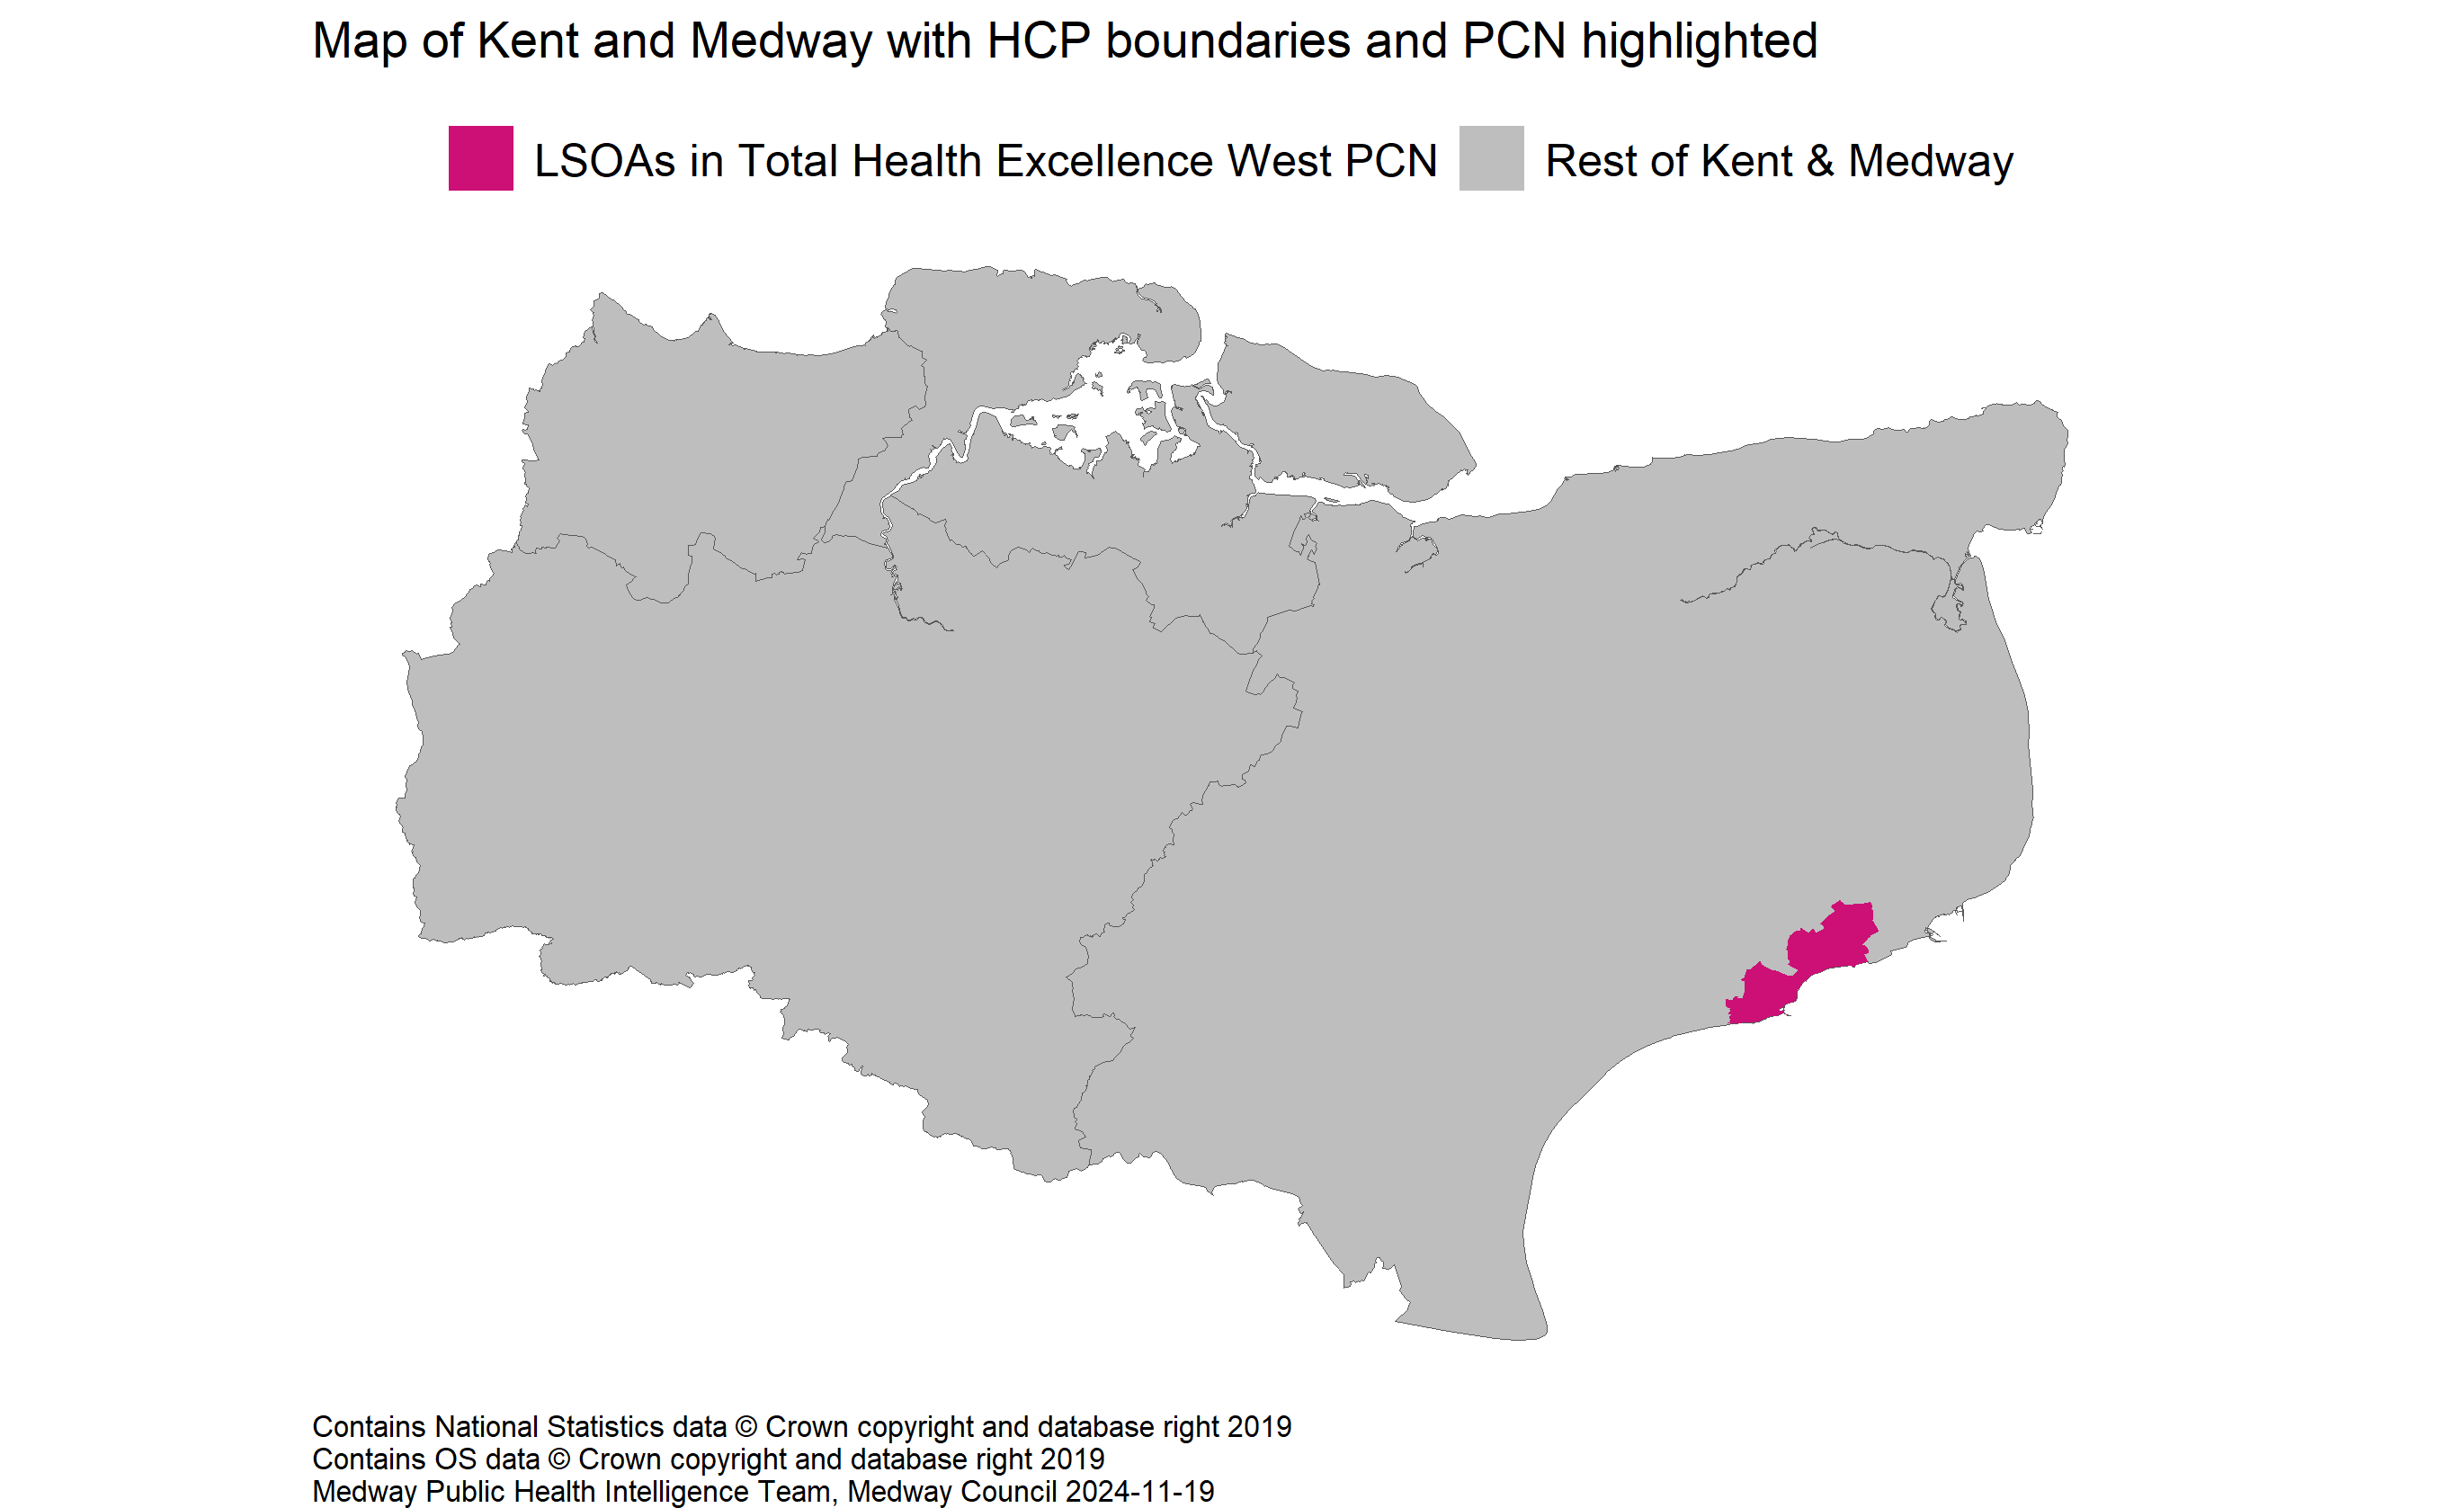 Map of Kent and Medway with HCP boundaries and PCN highlighted
LSOAs in Total Health Excellence West PCN
Rest of Kent & Medway
Contains National Statistics data © Crown copyright and database right 2019
Contains OS data © Crown copyright and database right 2019
Medway Public Health Intelligence Team, Medway Council 2024-11-19